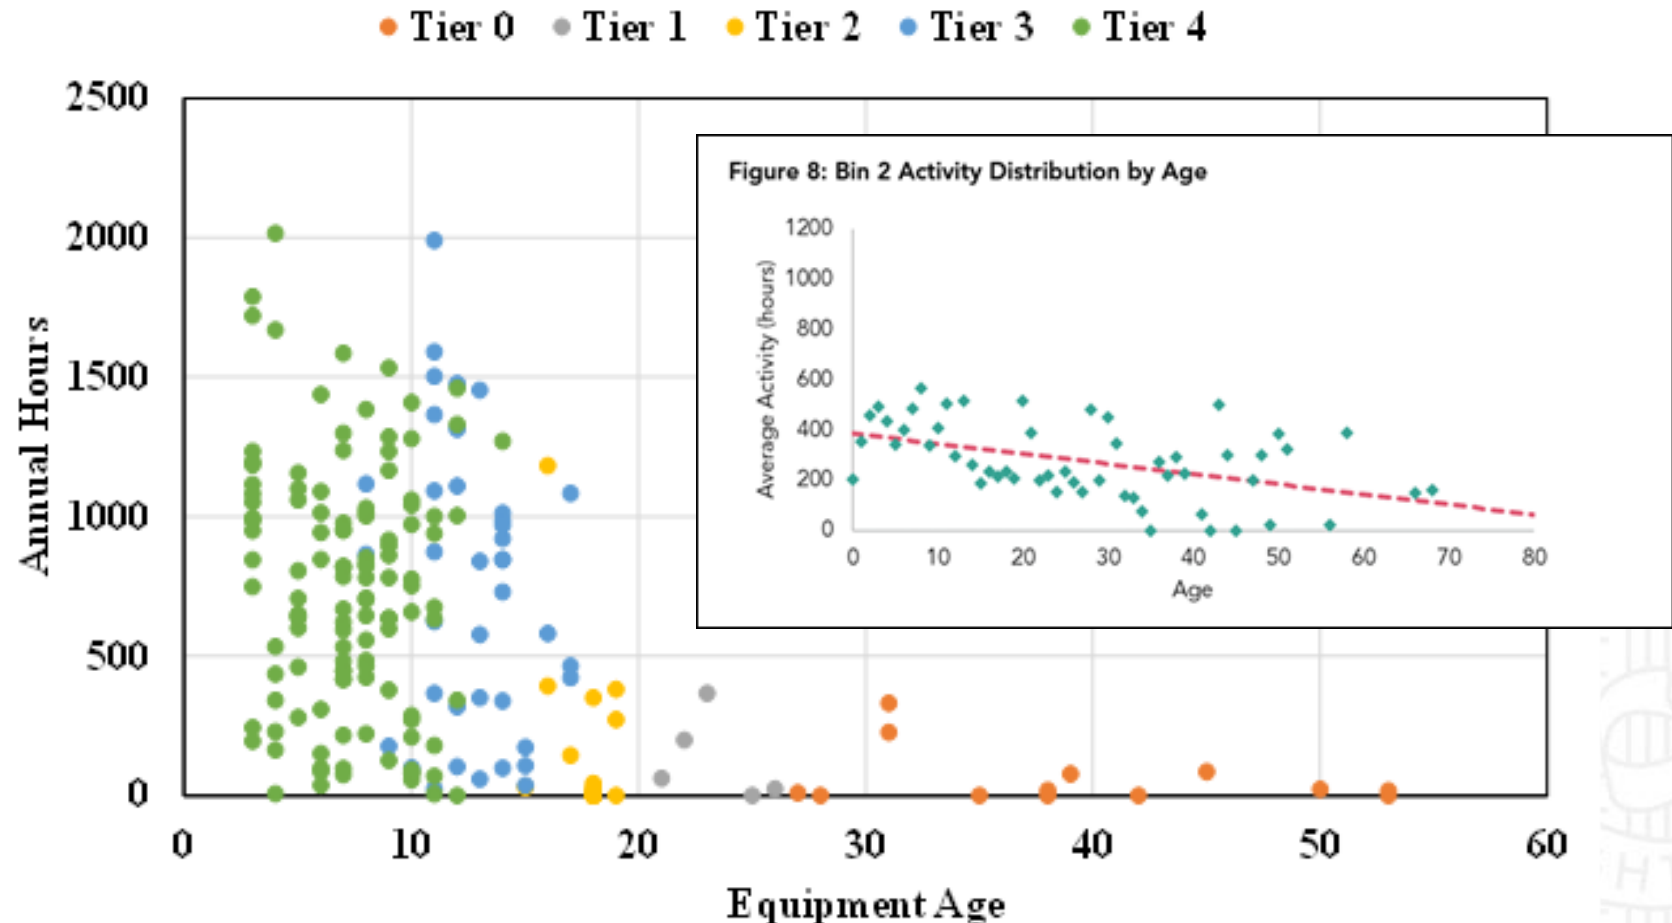 Tier 0 Tier 1 Tier 2 Tier 3 Tier 4
2500
2000
1500
1000
500
0
Annual Hours
0 10 20 30 40 50 60
Equipment Age
Figure 8: Bin 2 Activity Distribution by Age
1200
1000
800
600
400
200
0
Average Activity (hours)
0 10 20 30 40 50 60 70 80
Age